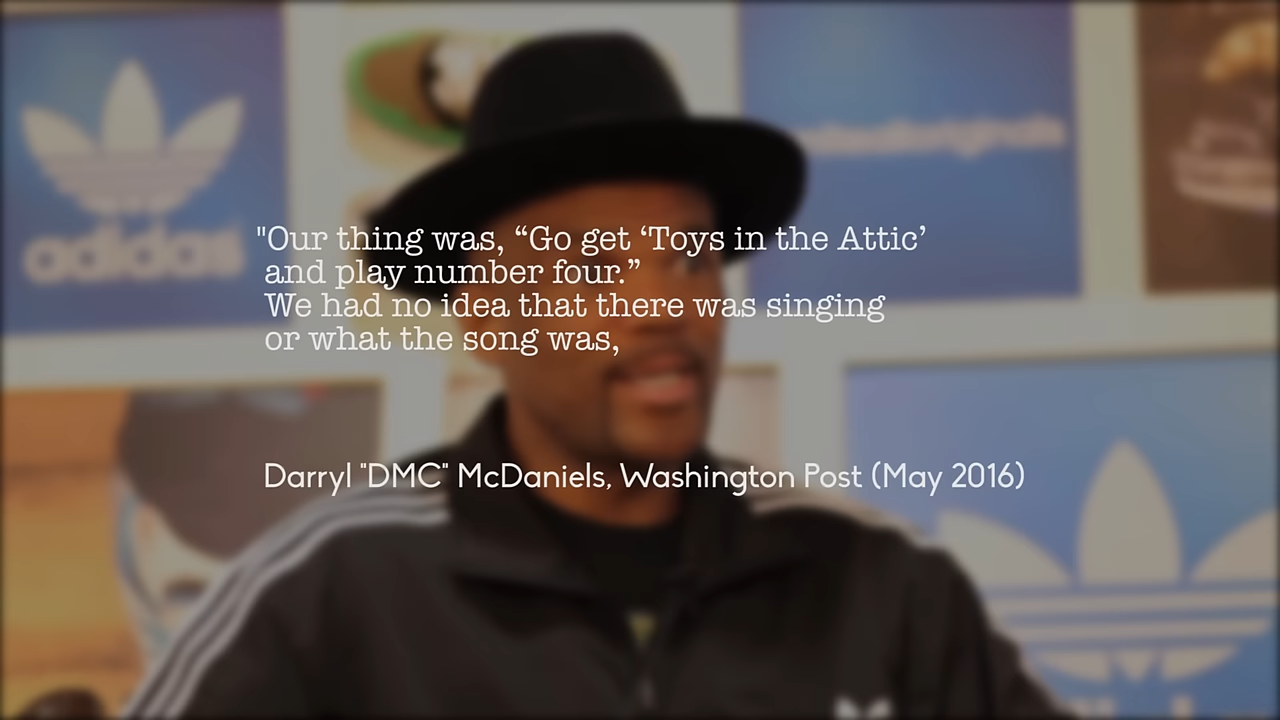 adidas
"Our thing was, “Go get ‘Toys in the Attic’
and play number four.”
We had no idea that there was singing
or what the song was,
Darryl "DMC" McDaniels, Washington Post (May 2016)